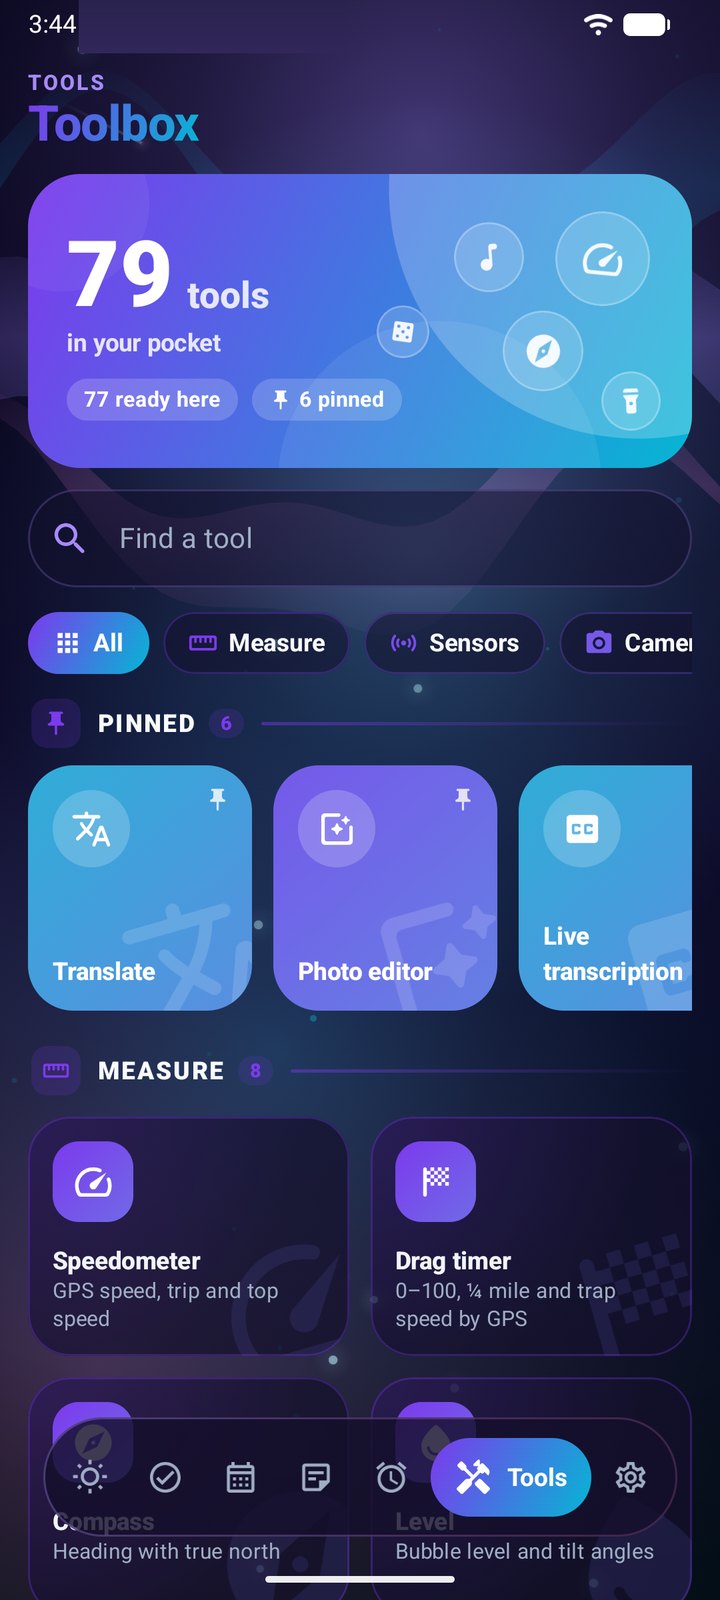 3:44
TOOLS
Toolbox
79 tools
in your pocket
77 ready here
6 pinned
Find a tool
All
Measure
Sensors
Camer
PINNED 6
Translate
Photo editor
Live
transcription
MEASURE 8
Speedometer
GPS speed, trip and top
speed
Drag timer
0–100, ¼ mile and trap
speed by GPS
Compass
Heading with true north
Level
Bubble level and tilt angles
Tools